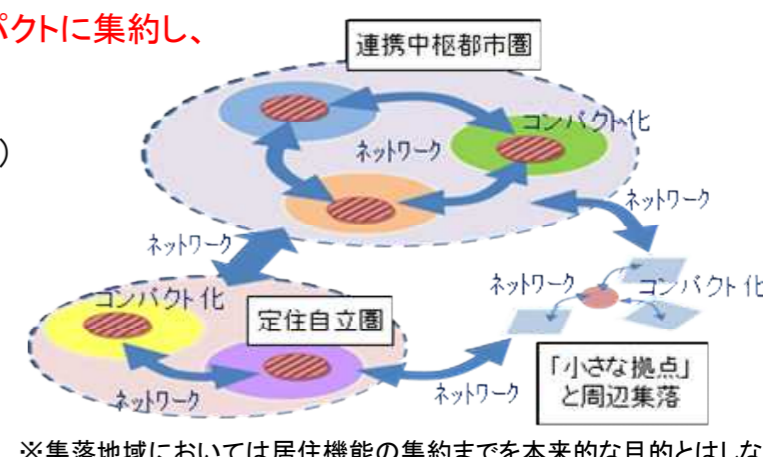 パクトに集約し、
連携中枢都市圏
)
コンパクト化
ネットワーク
ネットワーク
ネットワーク
コンパクト化
ネットワーク
コンパクト化
定住自立圏
「小さな拠点」
と周辺集落
ネットワーク
ネットワーク
※集落地域においては居住機能の集約までを本来的な目的とはしな